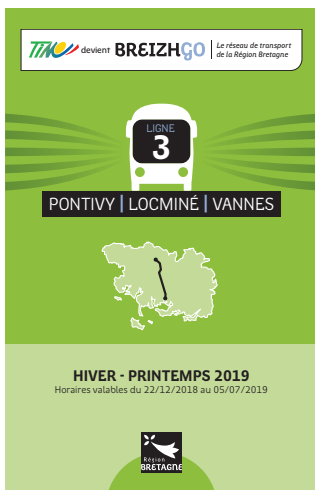 TIM devient BREIZHGO Le réseau de transport
de la Région Bretagne
LIGNE
3
PONTIVY | LOCMINÉ | VANNES
HIVER - PRINTEMPS 2019
Horaires valables du 22/12/2018 au 05/07/2019
Région
BRETAGNE